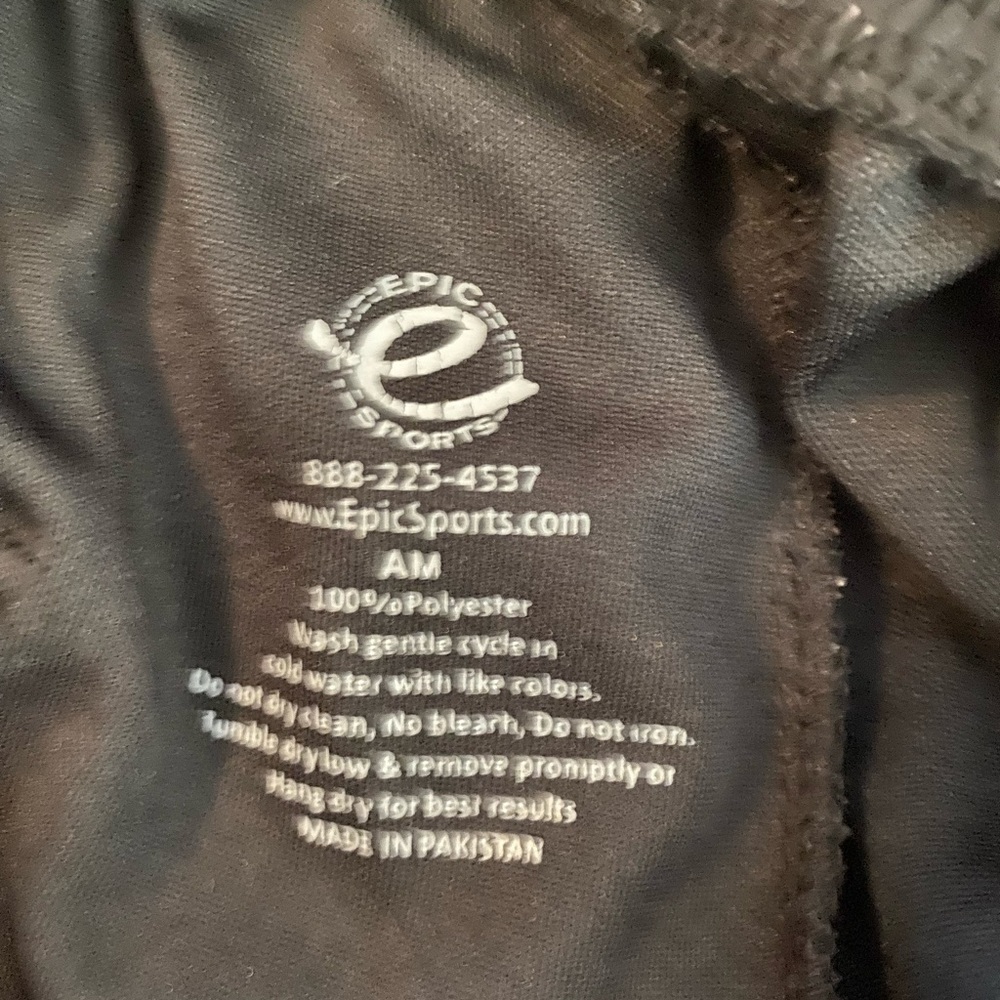 EPIC
e
SPORTS
888-225-4537
www.EpicSports.com
AM
100% Polyester
Wash gentle cycle in
cold water with like colors.
Do not dry clean, No bleach, Do not iron.
Tumble dry low & remove promptly or
Hang dry for best results
MADE IN PAKISTAN